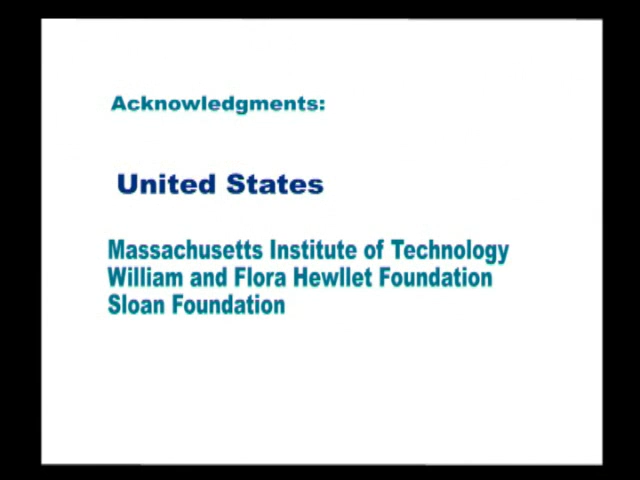 Acknowledgments:
United States
Massachusetts Institute of Technology
William and Flora Hewllet Foundation
Sloan Foundation